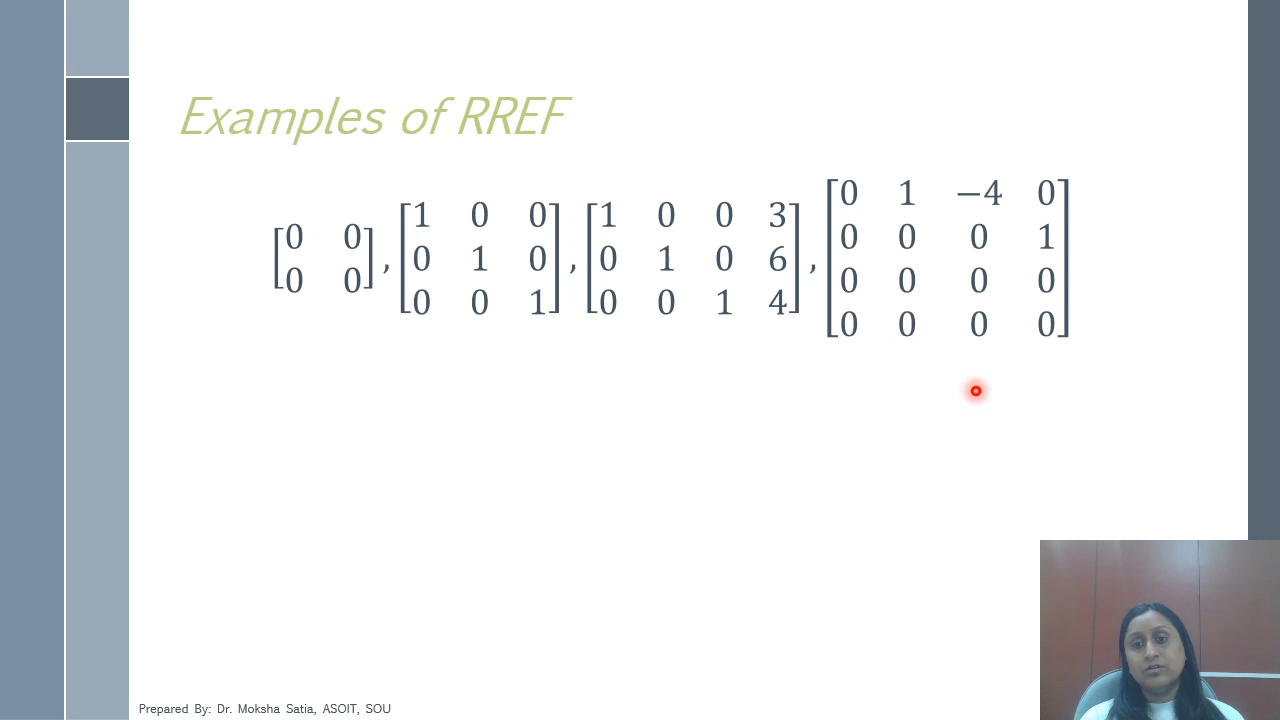 Examples of RREF
[0 0
0 0], [1 0 0
0 1 0
0 0 1], [1 0 0 3
0 1 0 6
0 0 1 4], [0 1 −4 0
0 0 0 1
0 0 0 0
0 0 0 0]
Prepared By: Dr. Moksha Satia, ASOIT, SOU